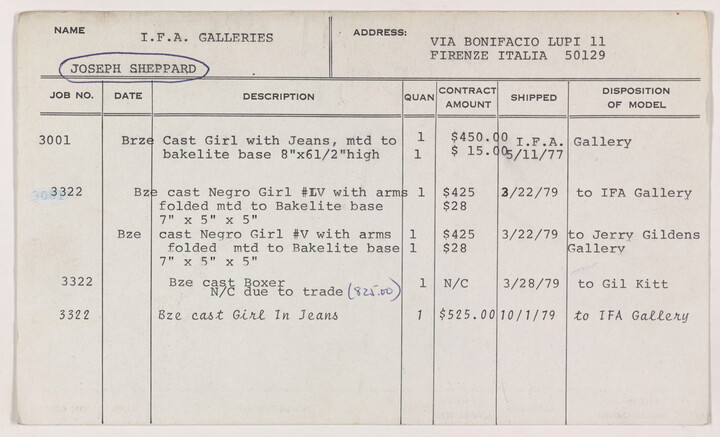 NAME I.F.A. GALLERIES ADDRESS: VIA BONIFACIO LUPI 11
FIRENZE ITALIA 50129
JOSEPH SHEPPARD
JOB NO. DATE DESCRIPTION QUAN CONTRACT AMOUNT SHIPPED DISPOSITION OF MODEL
3001 Brze Cast Girl with Jeans, mtd to 1 $450.00 I.F.A. Gallery
bakelite base 8"x61/2"high 1 $ 15.00 5/11/77
3322 Bze cast Negro Girl #LV with arms 1 $425 3/22/79 to IFA Gallery
folded mtd to Bakelite base $28
7" x 5" x 5"
Bze cast Negro Girl #V with arms 1 $425 3/22/79 to Jerry Gildens
folded mtd to Bakelite base 1 $28 Gallery
7" x 5" x 5"
3322 Bze cast Boxer 1 N/C 3/28/79 to Gil Kitt
N/C due to trade (825.00)
3322 Bze cast Girl In Jeans 1 $525.00 10/1/79 to IFA Gallery